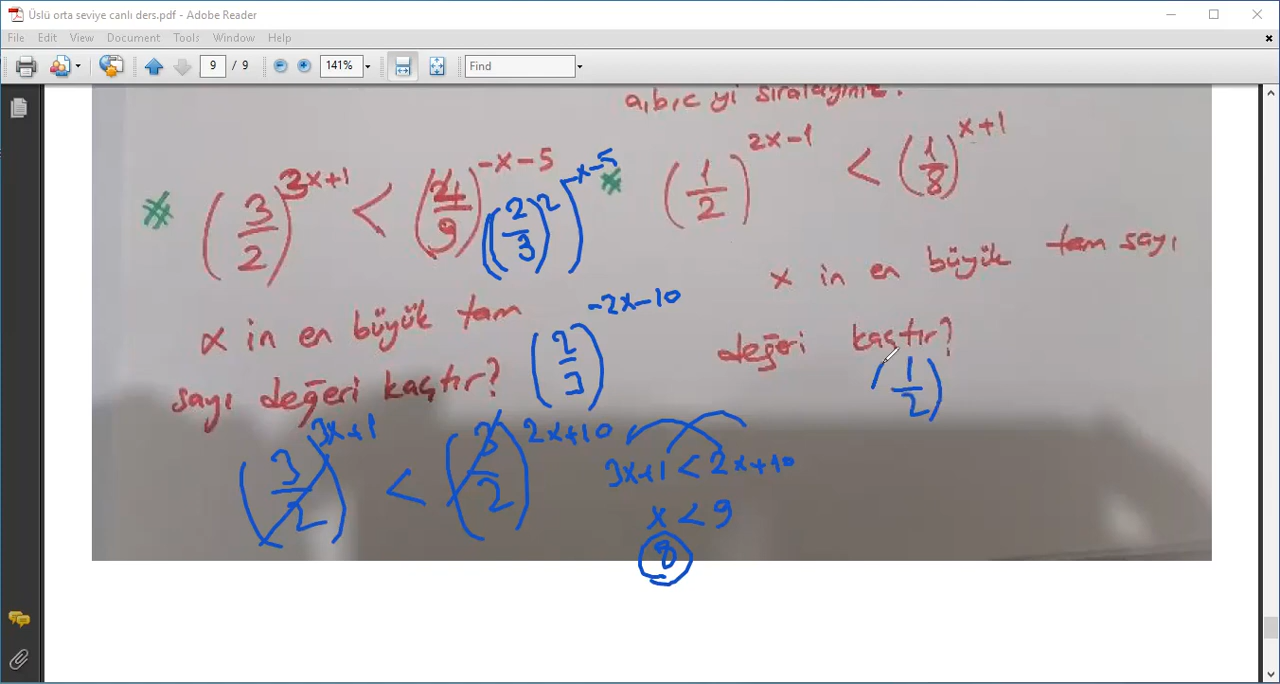 Üslü orta seviye canlı ders.pdf - Adobe Reader
File Edit View Document Tools Window Help
9 / 9 141% Find
a,b,c yi sıralayınız.
* (3/2)^3x+1 < (4/9)^-x-5 ((2/3)^2)^-x-5
* (1/2)^2x-1 < (1/8)^x+1
x in en büyük tam
sayı değeri kaçtır?
x in en büyük tam sayı
değeri kaçtır?
(2/3)^-2x-10
(1/2)
(3/2)^3x+1 < (3/2)^2x+10
3x+1 < 2x+10
x < 9
8